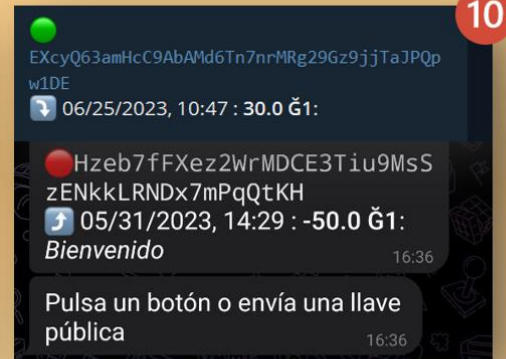 10
EXcyQ63amHcC9AbAMd6Tn7nrMRg29Gz9jjTaJPQp
w1DE
06/25/2023, 10:47 : 30.0 Ğ1:
Hzeb7fFXez2WrMDCE3Tiu9MsS
zENkkLRNDx7mPqQtKH
05/31/2023, 14:29 : -50.0 Ğ1:
Bienvenido 16:36
Pulsa un botón o envía una llave
pública 16:36